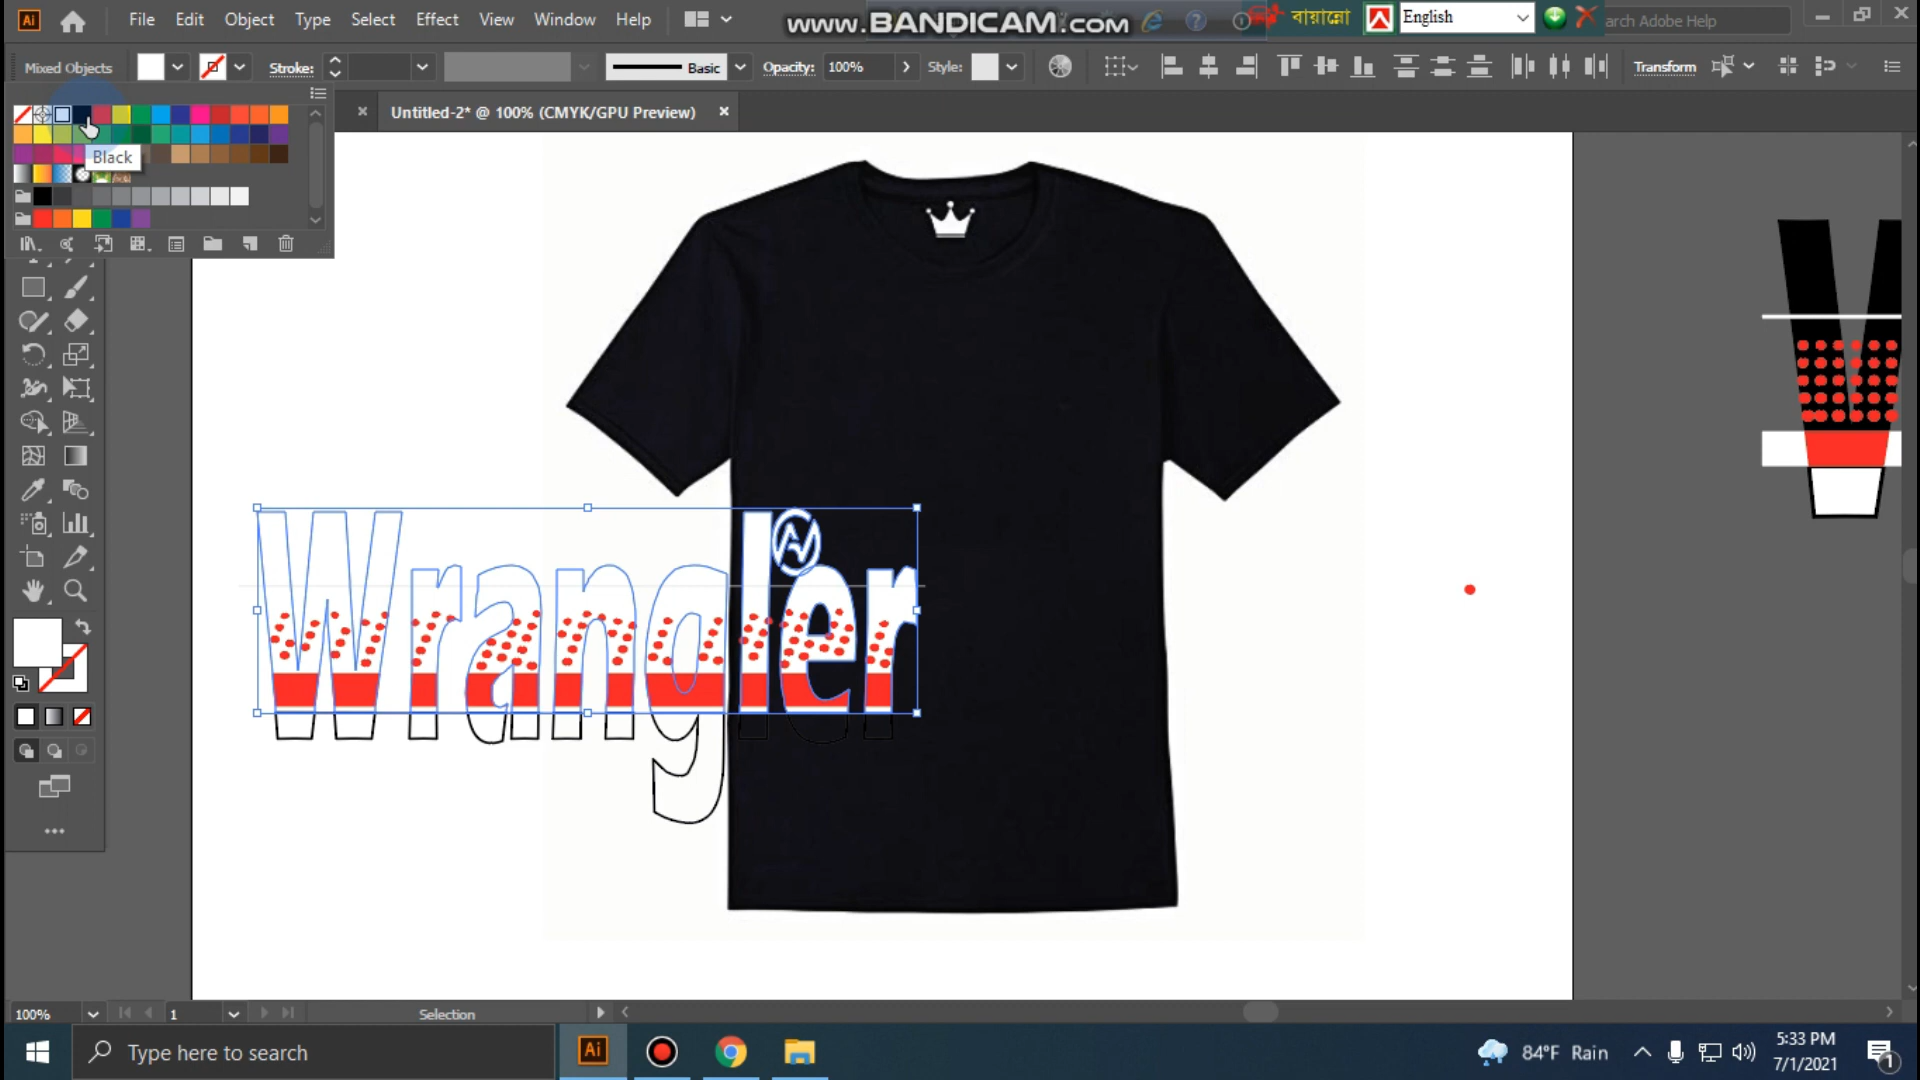 Ai File Edit Object Type Select Effect View Window Help www.BANDICAM.com বায়ান্নো English arch Adobe Help
Mixed Objects Stroke: Basic Opacity: 100% Style: Transform
Untitled-2* @ 100% (CMYK/GPU Preview)
Black
Wrangler
100% 1 Selection
Type here to search Ai 84°F Rain 5:33 PM
7/1/2021 1